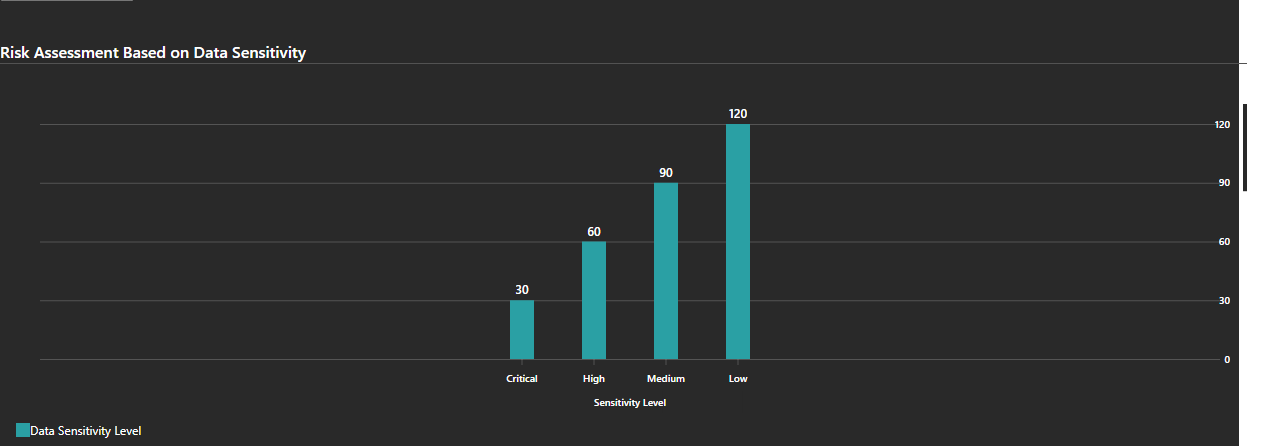 Risk Assessment Based on Data Sensitivity
120
120
90
90
60
60
30
30
0
Critical High Medium Low
Sensitivity Level
Data Sensitivity Level